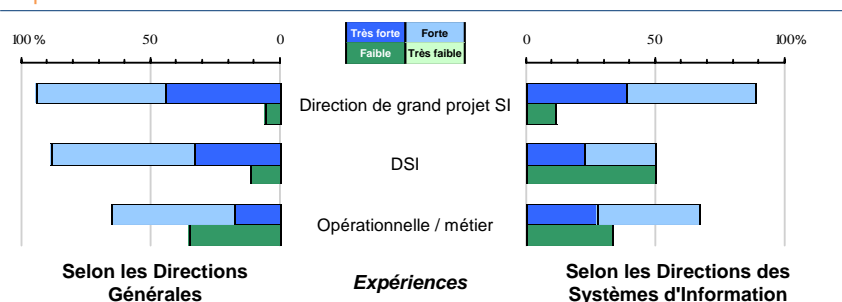 Très forte Forte
Faible Très faible
100 % 50 0
0 50 100%
Direction de grand projet SI
DSI
Opérationnelle / métier
Selon les Directions
Générales
Expériences
Selon les Directions des
Systèmes d'Information